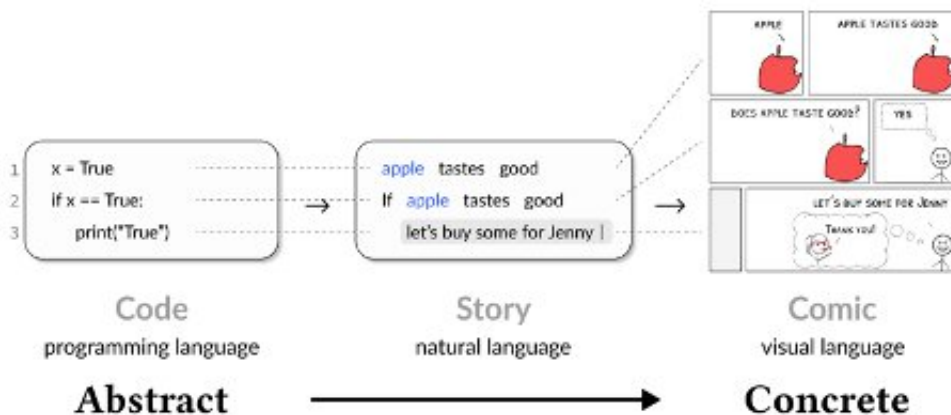 1 x = True
2 if x == True:
3 print("True")
apple tastes good
If apple tastes good
let's buy some for Jenny
APPLE
APPLE TASTES GOOD
DOES APPLE TASTE GOOD?
YES
LET'S BUY SOME FOR JENNY
THANK YOU!
Code
programming language
Story
natural language
Comic
visual language
Abstract
Concrete